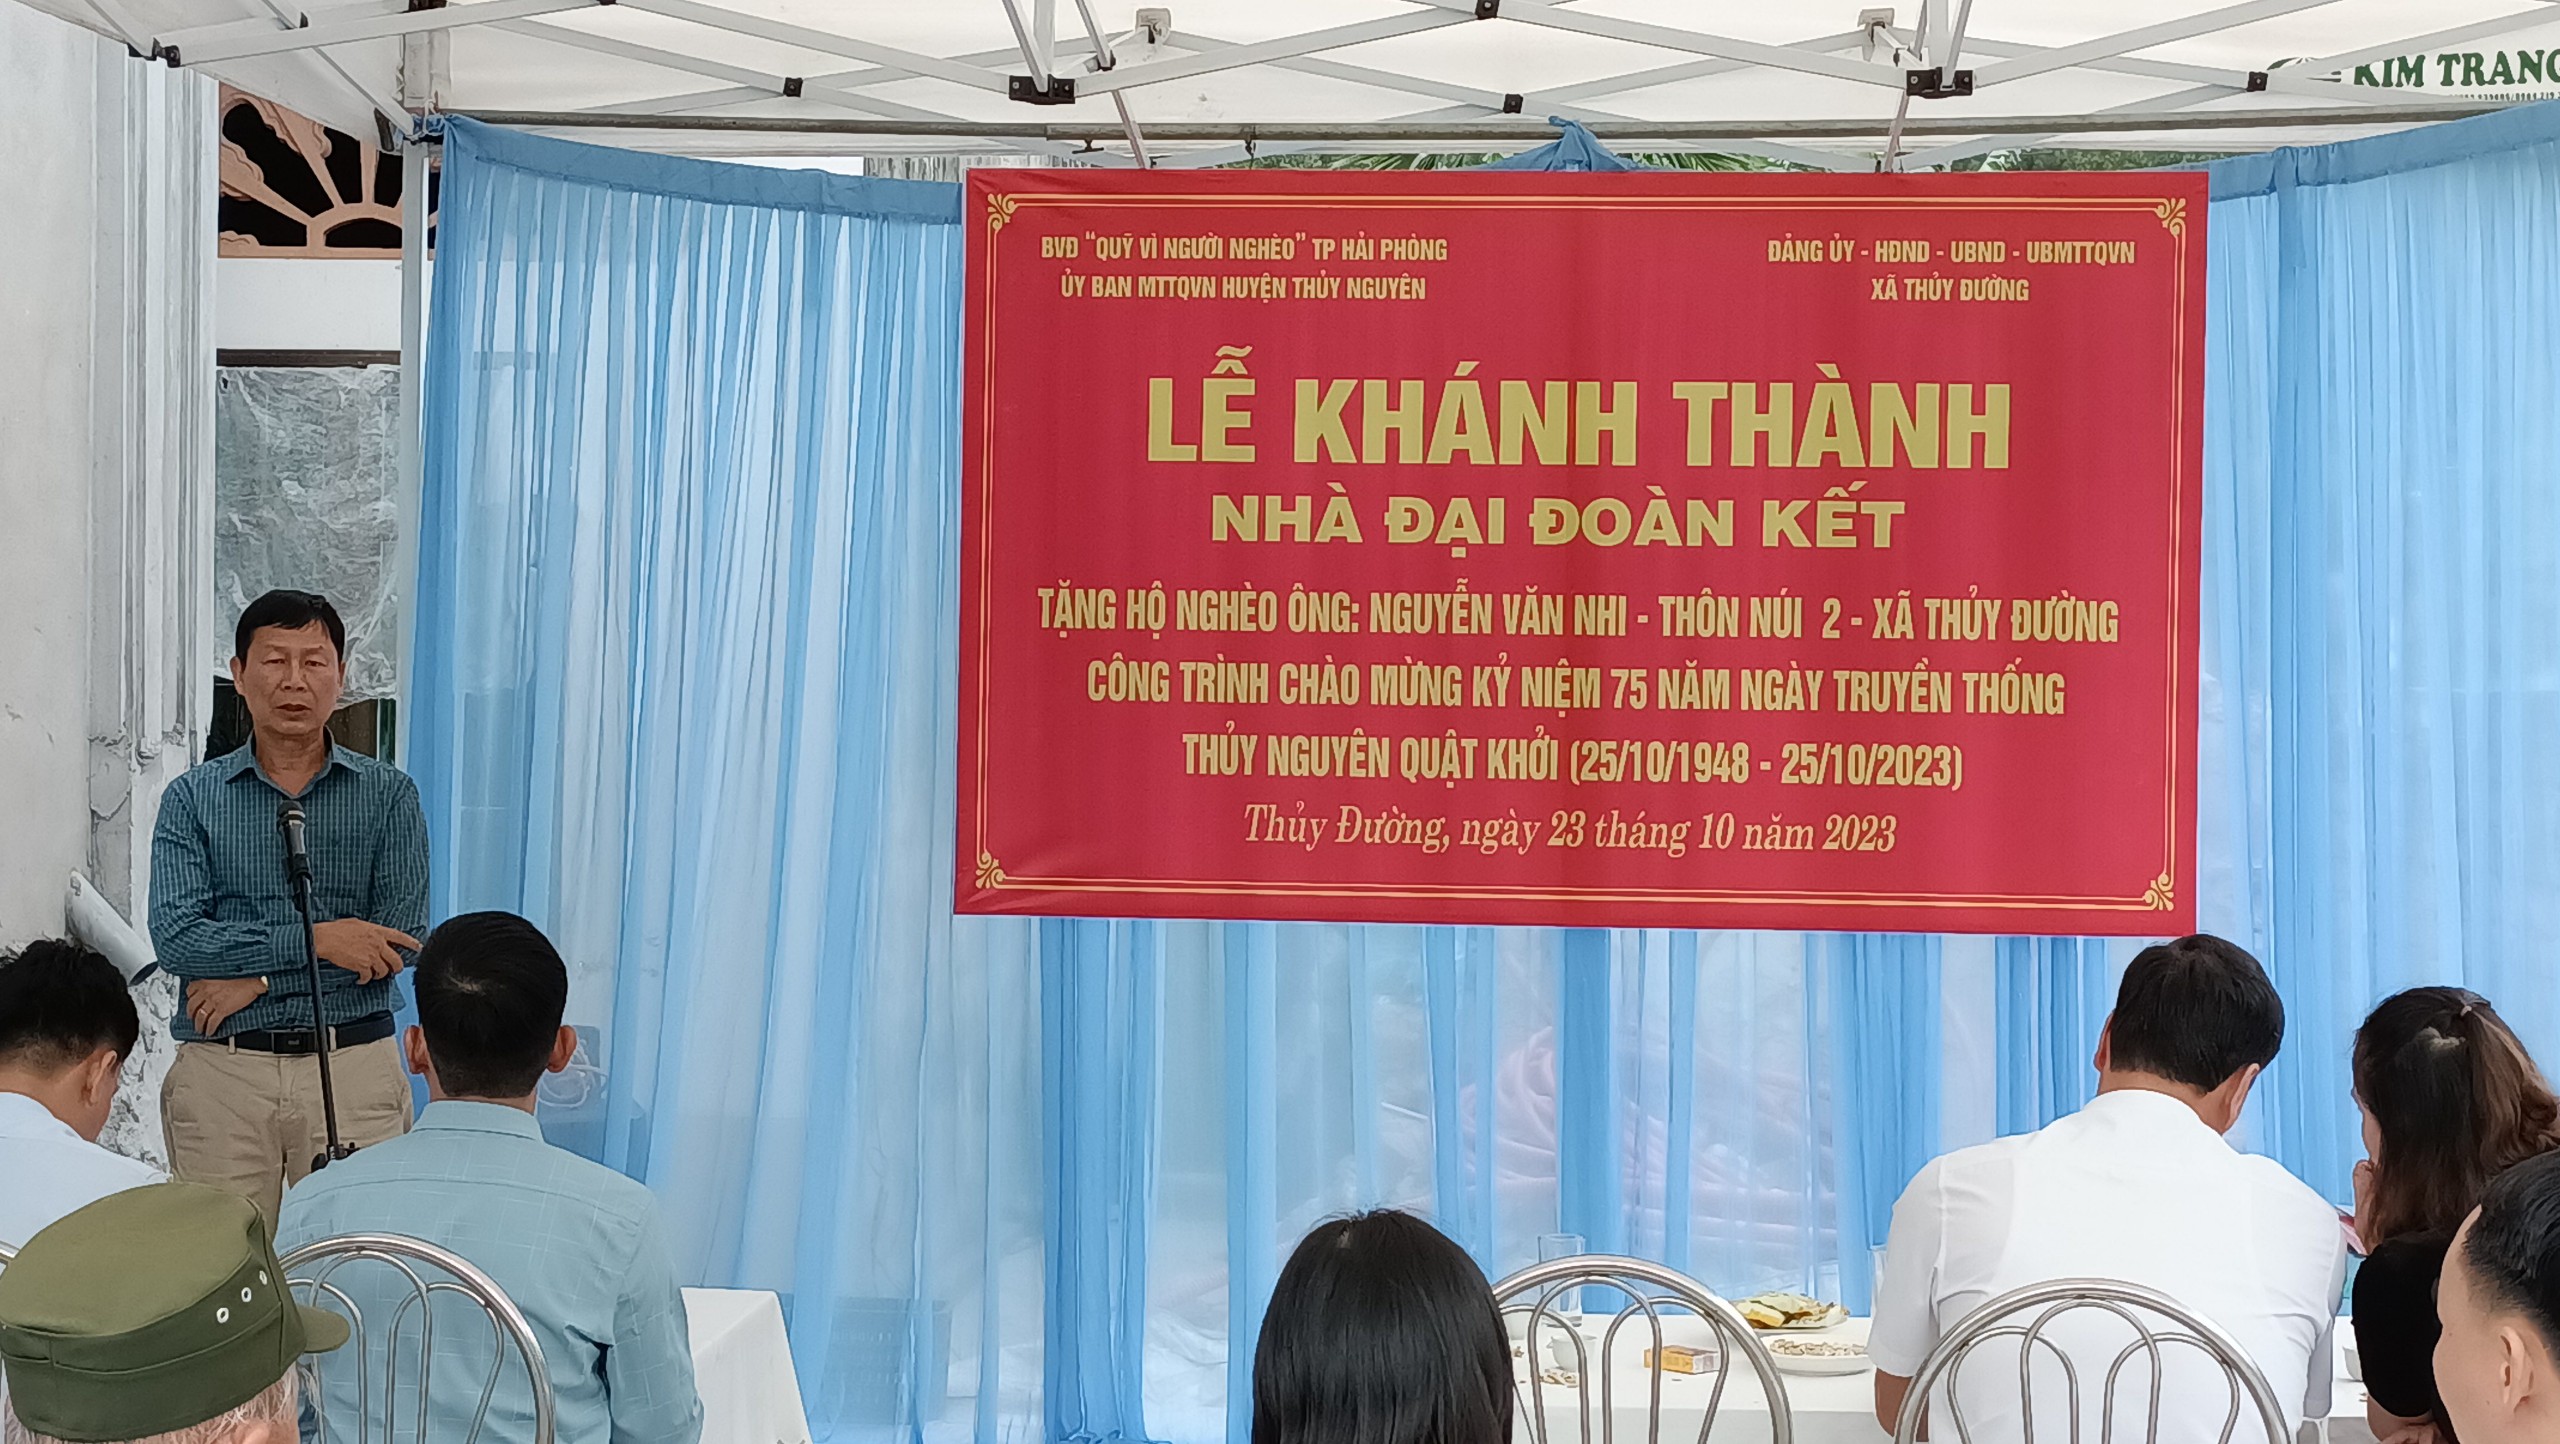 KIM TRANG
BVĐ “QUỸ VÌ NGƯỜI NGHÈO” TP HẢI PHÒNG
ỦY BAN MTTQVN HUYỆN THỦY NGUYÊN
ĐẢNG ỦY - HĐND - UBND - UBMTTQVN
XÃ THỦY ĐƯỜNG
LỄ KHÁNH THÀNH
NHÀ ĐẠI ĐOÀN KẾT
TẶNG HỘ NGHÈO ÔNG: NGUYỄN VĂN NHI - THÔN NÚI 2 - XÃ THỦY ĐƯỜNG
CÔNG TRÌNH CHÀO MỪNG KỶ NIỆM 75 NĂM NGÀY TRUYỀN THỐNG
THỦY NGUYÊN QUẬT KHỞI (25/10/1948 - 25/10/2023)
Thủy Đường, ngày 23 tháng 10 năm 2023